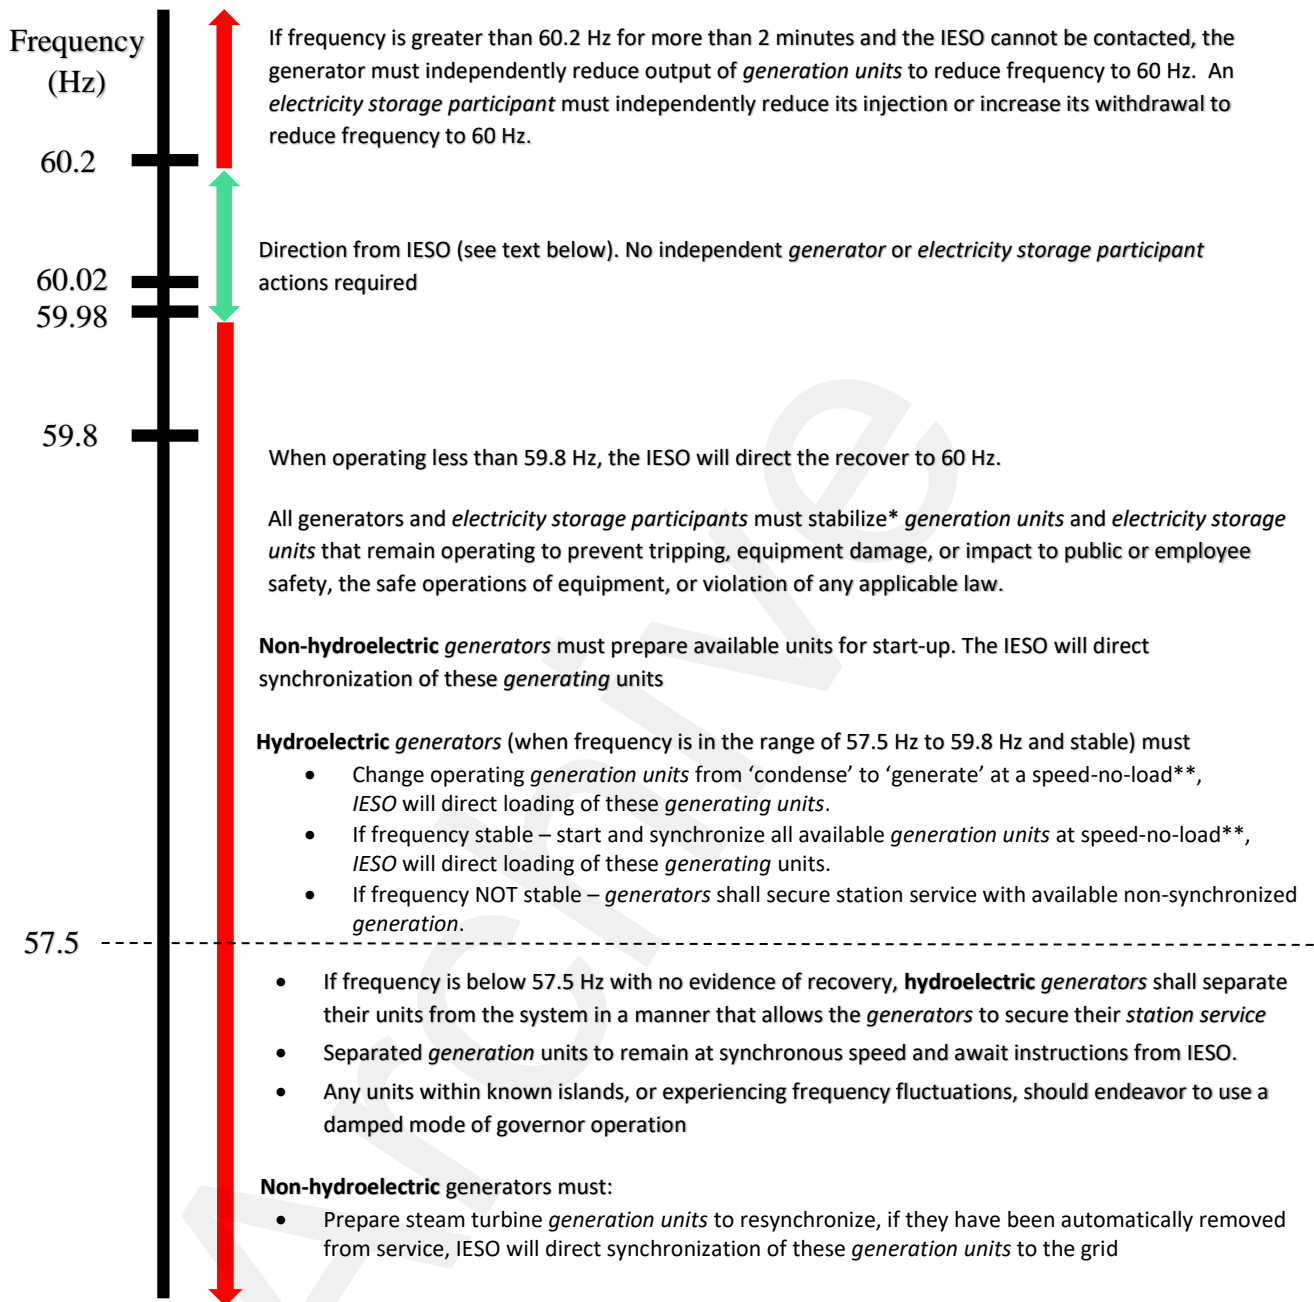 Frequency
(Hz)
If frequency is greater than 60.2 Hz for more than 2 minutes and the IESO cannot be contacted, the
generator must independently reduce output of generation units to reduce frequency to 60 Hz.  An
electricity storage participant must independently reduce its injection or increase its withdrawal to
reduce frequency to 60 Hz.
60.2
Direction from IESO (see text below). No independent generator or electricity storage participant
actions required
60.02
59.98
59.8
When operating less than 59.8 Hz, the IESO will direct the recover to 60 Hz.
All generators and electricity storage participants must stabilize* generation units and electricity storage
units that remain operating to prevent tripping, equipment damage, or impact to public or employee
safety, the safe operations of equipment, or violation of any applicable law.
Non-hydroelectric generators must prepare available units for start-up. The IESO will direct
synchronization of these generating units
Hydroelectric generators (when frequency is in the range of 57.5 Hz to 59.8 Hz and stable) must
• Change operating generation units from ‘condense’ to ‘generate’ at a speed-no-load**,
IESO will direct loading of these generating units.
• If frequency stable – start and synchronize all available generation units at speed-no-load**,
IESO will direct loading of these generating units.
• If frequency NOT stable – generators shall secure station service with available non-synchronized
generation.
57.5
• If frequency is below 57.5 Hz with no evidence of recovery, hydroelectric generators shall separate
their units from the system in a manner that allows the generators to secure their station service
• Separated generation units to remain at synchronous speed and await instructions from IESO.
• Any units within known islands, or experiencing frequency fluctuations, should endeavor to use a
damped mode of governor operation
Non-hydroelectric generators must:
• Prepare steam turbine generation units to resynchronize, if they have been automatically removed
from service, IESO will direct synchronization of these generation units to the grid
Archive